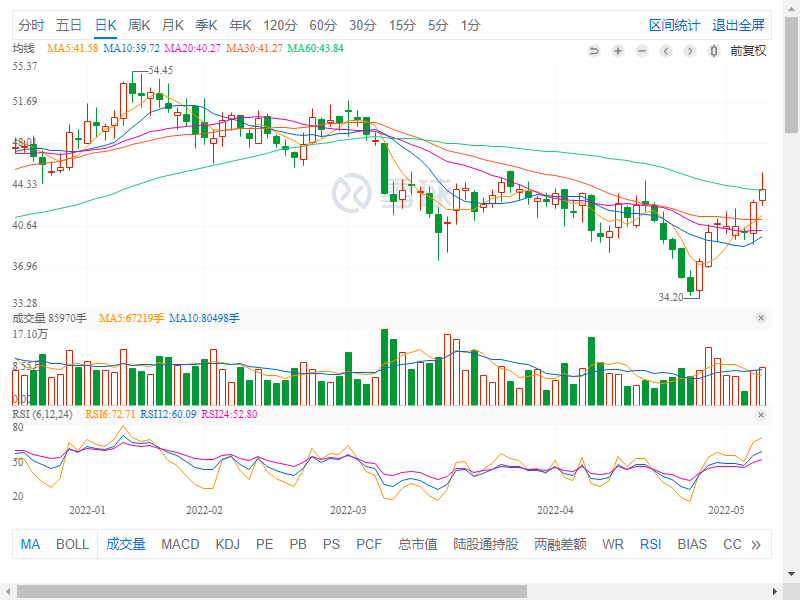 分时 五日 日K 周K 月K 季K 年K 120分 60分 30分 15分 5分 1分 区间统计 退出全屏
均线 MA5:41.58 MA10:39.72 MA20:40.27 MA30:41.27 MA60:43.84 前复权
55.37
54.45
51.69
48.01
44.33
雪球
40.64
36.96
34.20
33.28
成交量 85970手 MA5:67219手 MA10:80498手
17.10万
8.55万
0.00
RSI (6,12,24) RSI6:72.71 RSI12:60.09 RSI24:52.80
80
50
20
2022-01 2022-02 2022-03 2022-04 2022-05
MA BOLL 成交量 MACD KDJ PE PB PS PCF 总市值 陆股通持股 两融差额 WR RSI BIAS CC »